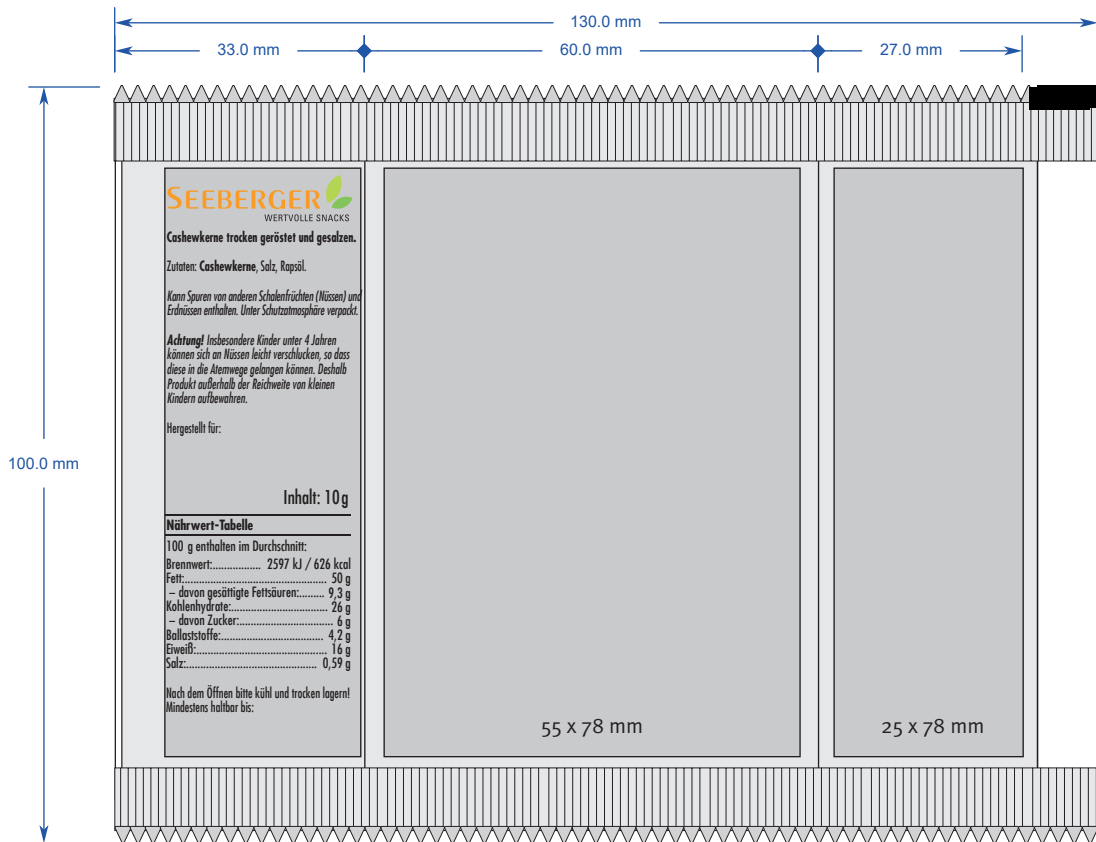 130.0 mm
33.0 mm
60.0 mm
27.0 mm
100.0 mm
SEEBERGER
WERTVOLLE SNACKS
Cashewkerne trocken geröstet und gesalzen.
Zutaten: Cashewkerne, Salz, Rapsöl.
Kann Spuren von anderen Schalenfrüchten (Nüssen) und
Erdnüssen enthalten. Unter Schutzatmosphäre verpackt.
Achtung! Insbesondere Kinder unter 4 Jahren
können sich an Nüssen leicht verschlucken, so dass
diese in die Atemwege gelangen können. Deshalb
Produkt außerhalb der Reichweite von kleinen
Kindern aufbewahren.
Hergestellt für:
Inhalt: 10 g
Nährwert-Tabelle
100 g enthalten im Durchschnitt:
Brennwert:................. 2597 kJ / 626 kcal
Fett:................................................ 50 g
– davon gesättigte Fettsäuren:......... 9,3 g
Kohlenhydrate:................................. 26 g
– davon Zucker:................................ 6 g
Ballaststoffe:................................... 4,2 g
Eiweiß:............................................ 16 g
Salz:............................................ 0,59 g
Nach dem Öffnen bitte kühl und trocken lagern!
Mindestens haltbar bis:
55 x 78 mm
25 x 78 mm